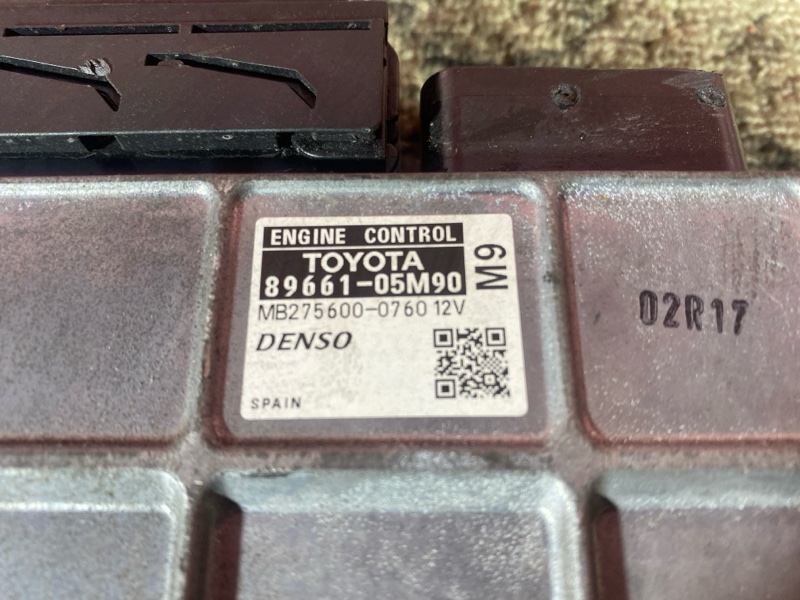 ENGINE CONTROL
TOYOTA
89661-05M90
M9
MB275600-0760 12V
DENSO
SPAIN
02R17